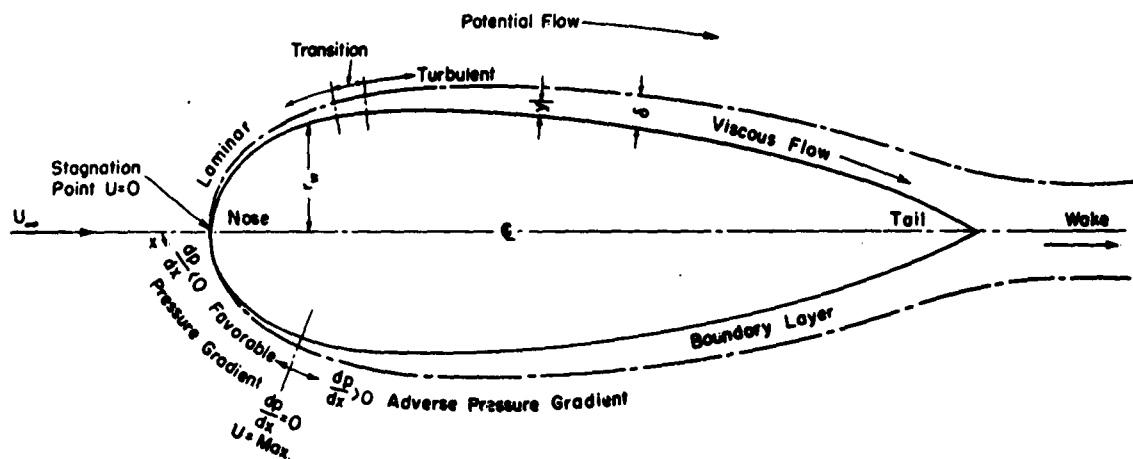 Potential Flow
Transition
Turbulent
y
δ
Laminar
Viscous Flow
Stagnation
Point U=0
r_w
U∞
Nose
℄
Tail
Wake
x
dp/dx<0 Favorable
Pressure Gradient
Boundary Layer
dp/dx=0
U=Max.
dp/dx>0 Adverse Pressure Gradient